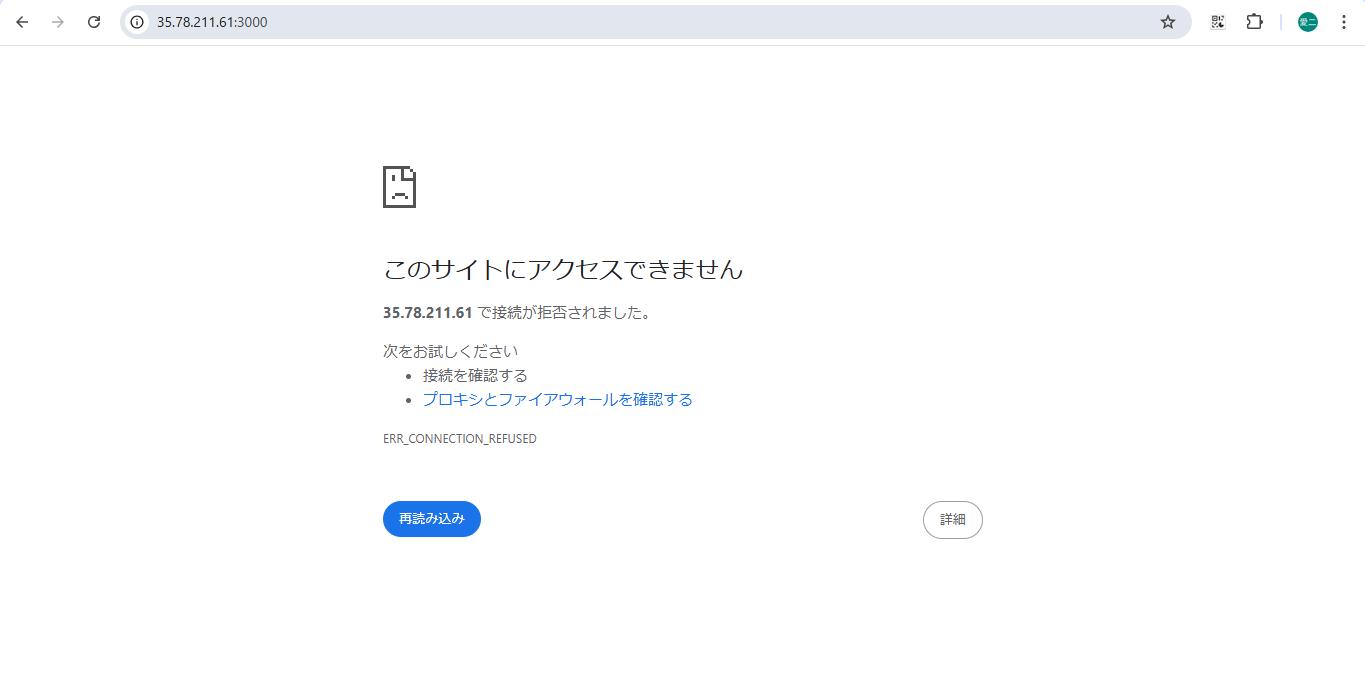 35.78.211.61:3000
愛二
このサイトにアクセスできません
35.78.211.61 で接続が拒否されました。
次をお試しください
接続を確認する
プロキシとファイアウォールを確認する
ERR_CONNECTION_REFUSED
再読み込み
詳細